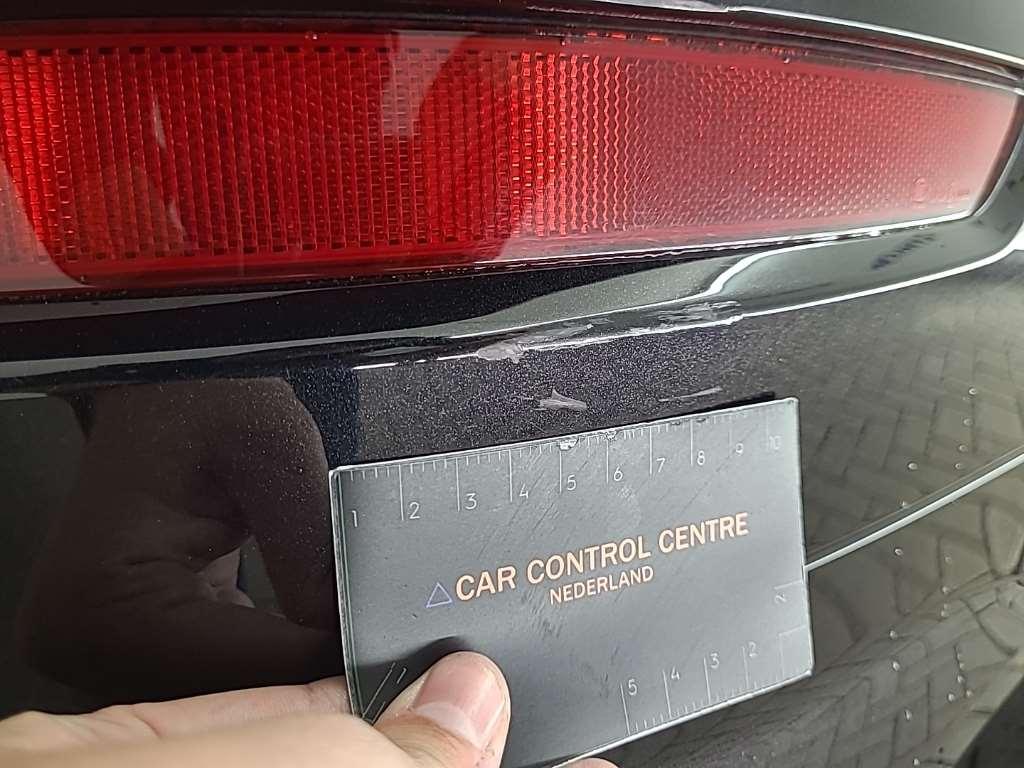 1 2 3 4 5 6 7 8 9 10
CAR CONTROL CENTRE
NEDERLAND
2
5 4 3 2